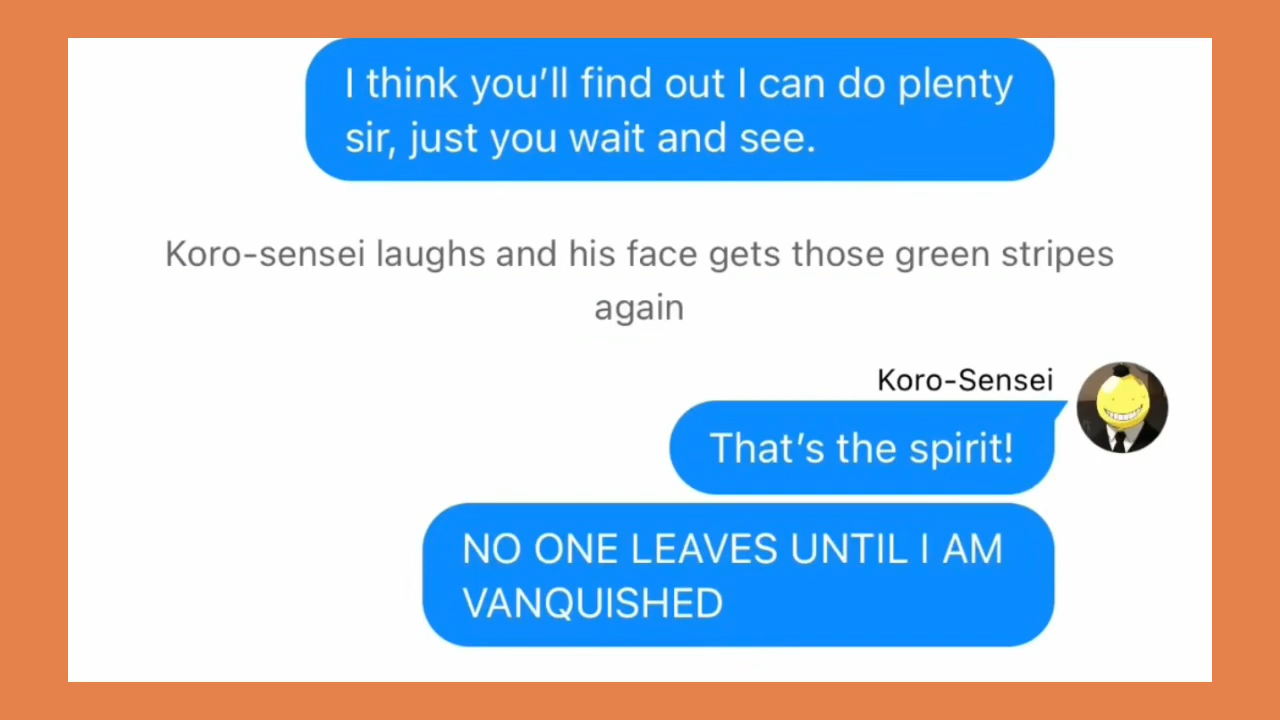 I think you’ll find out I can do plenty
sir, just you wait and see.
Koro-sensei laughs and his face gets those green stripes
again
Koro-Sensei
That’s the spirit!
NO ONE LEAVES UNTIL I AM
VANQUISHED